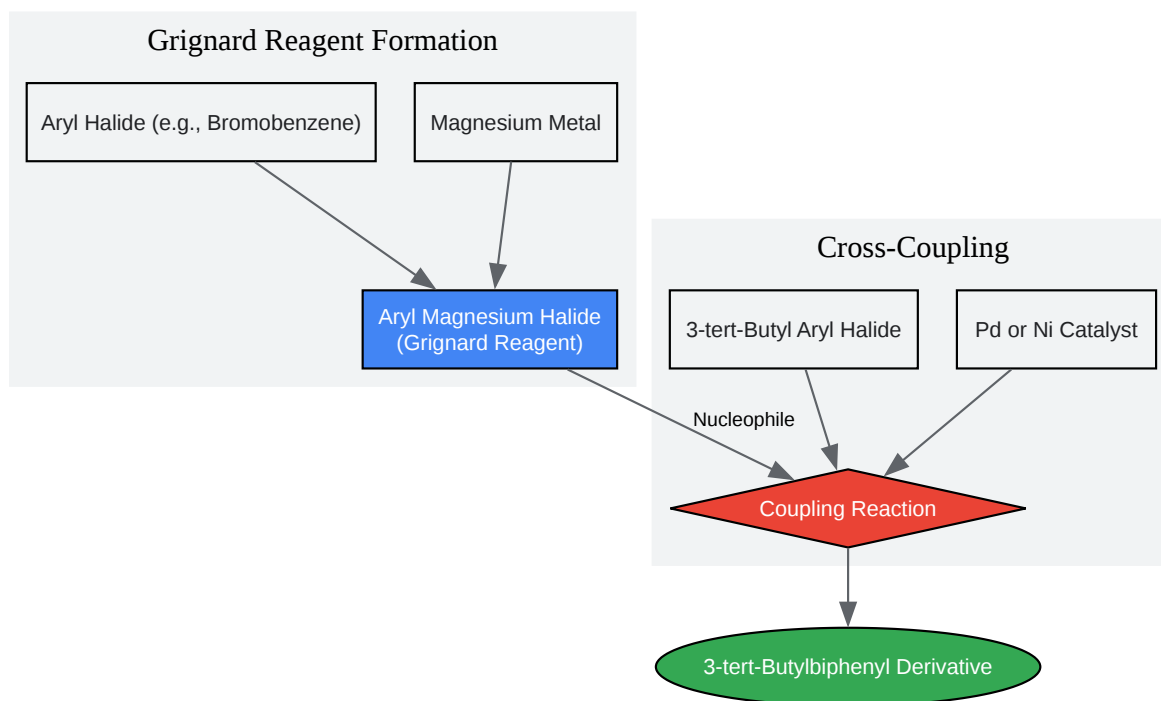 Grignard Reagent Formation
Aryl Halide (e.g., Bromobenzene)
Magnesium Metal
Aryl Magnesium Halide
(Grignard Reagent)
Cross-Coupling
3-tert-Butyl Aryl Halide
Pd or Ni Catalyst
Nucleophile
Coupling Reaction
3-tert-Butylbiphenyl Derivative